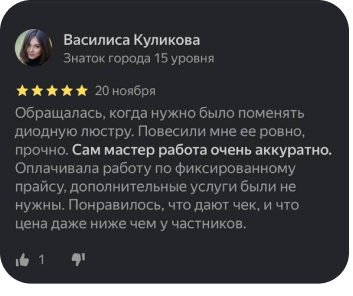 Василиса Куликова
Знаток города 15 уровня
20 ноября
Обращалась, когда нужно было поменять
диодную люстру. Повесили мне ее ровно,
прочно. Сам мастер работа очень аккуратно.
Оплачивала работу по фиксированному
прайсу, дополнительные услуги были не
нужны. Понравилось, что дают чек, и что
цена даже ниже чем у частников.
1